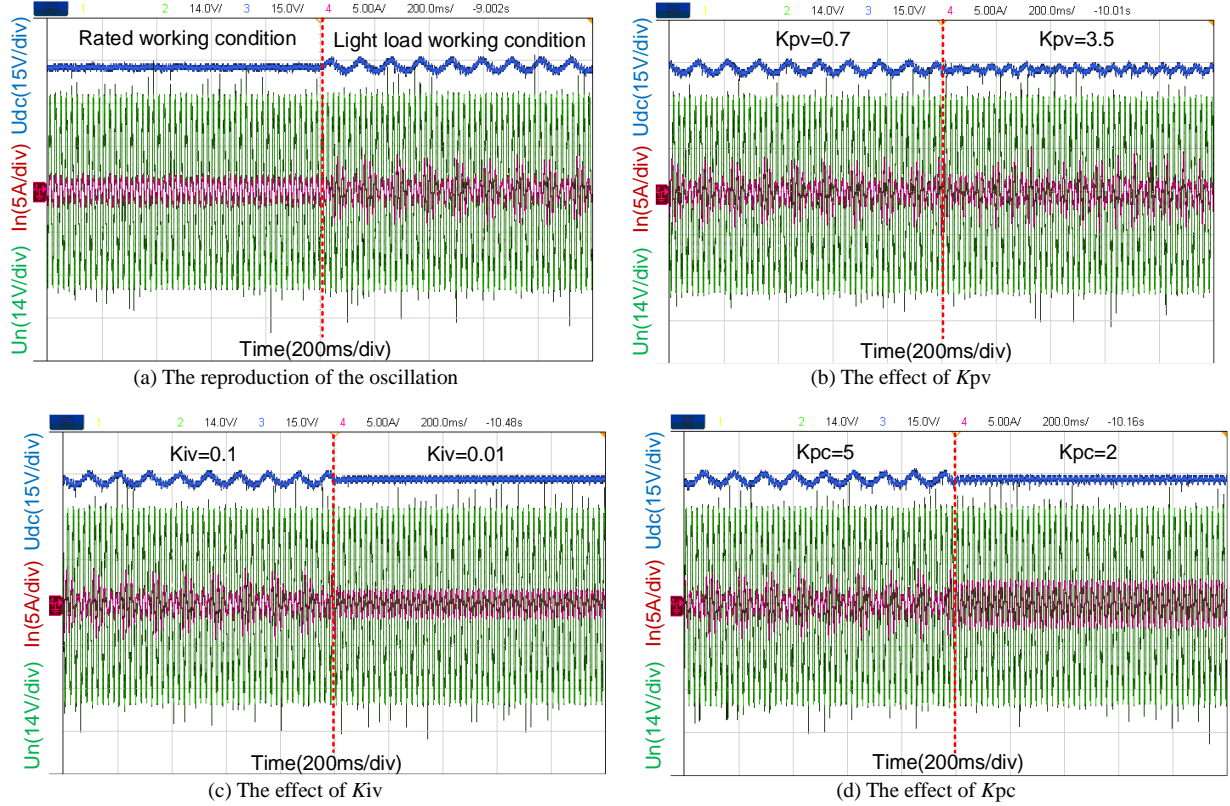 1 2 14.0V/ 3 15.0V/ 4 5.00A/ 200.0ms/ -9.002s
Rated working condition
Light load working condition
Un(14V/div) In(5A/div) Udc(15V/div)
Time(200ms/div)
(a) The reproduction of the oscillation
1 2 14.0V/ 3 15.0V/ 4 5.00A/ 200.0ms/ -10.01s
Kpv=0.7
Kpv=3.5
Un(14V/div) In(5A/div) Udc(15V/div)
Time(200ms/div)
(b) The effect of Kpv
1 2 14.0V/ 3 15.0V/ 4 5.00A/ 200.0ms/ -10.48s
Kiv=0.1
Kiv=0.01
Un(14V/div) In(5A/div) Udc(15V/div)
Time(200ms/div)
(c) The effect of Kiv
1 2 14.0V/ 3 15.0V/ 4 5.00A/ 200.0ms/ -10.16s
Kpc=5
Kpc=2
Un(14V/div) In(5A/div) Udc(15V/div)
Time(200ms/div)
(d) The effect of Kpc